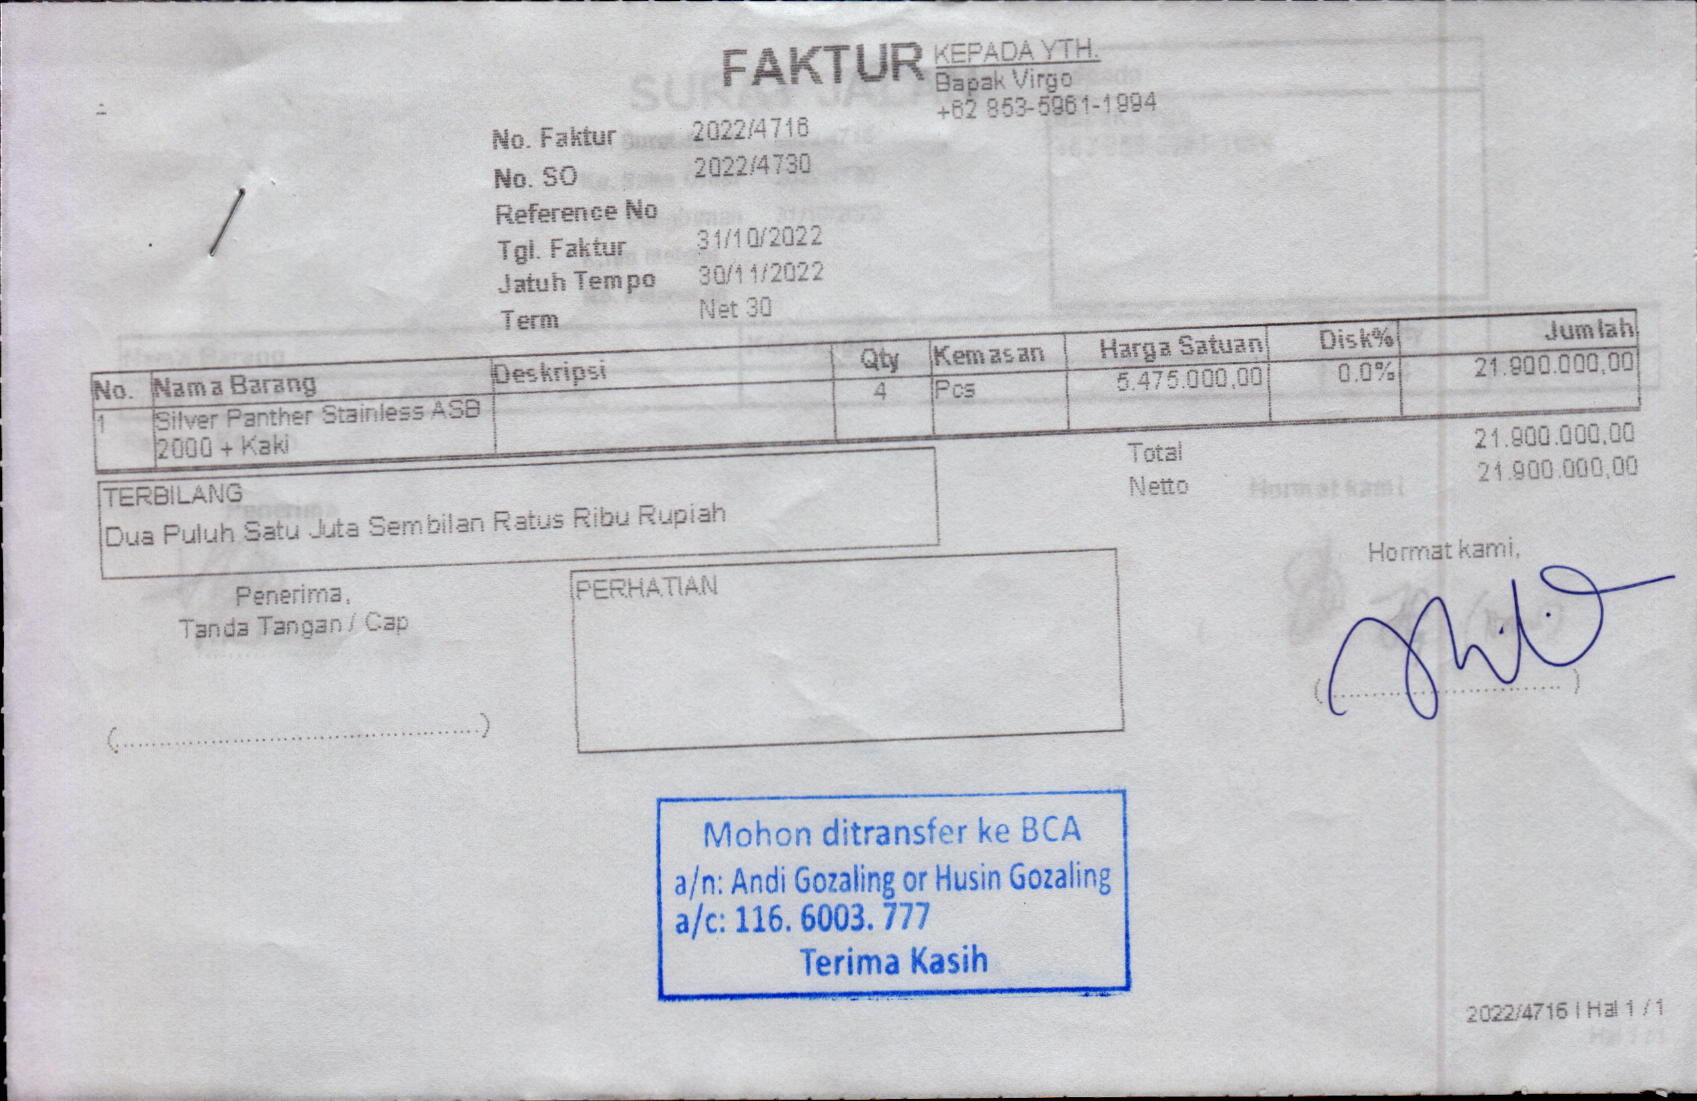 FAKTUR
KEPADA YTH.
Bapak Virgo
+62 853-5961-1994
No. Faktur 2022/4716
No. SO 2022/4730
Reference No
Tgl. Faktur 31/10/2022
Jatuh Tempo 30/11/2022
Term Net 30
No. Nama Barang Deskripsi Qty Kemasan Harga Satuan Disk% Jumlah
1 Silver Panther Stainless ASB 4 Pcs 5.475.000,00 0.0% 21.900.000,00
2000 + Kaki
Total 21.900.000,00
Netto 21.900.000,00
TERBILANG
Dua Puluh Satu Juta Sembilan Ratus Ribu Rupiah
Penerima,
Tanda Tangan / Cap
PERHATIAN
Hormat kami,
Mohon ditransfer ke BCA
a/n: Andi Gozaling or Husin Gozaling
a/c: 116. 6003. 777
Terima Kasih
2022/4716 | Hal 1 / 1